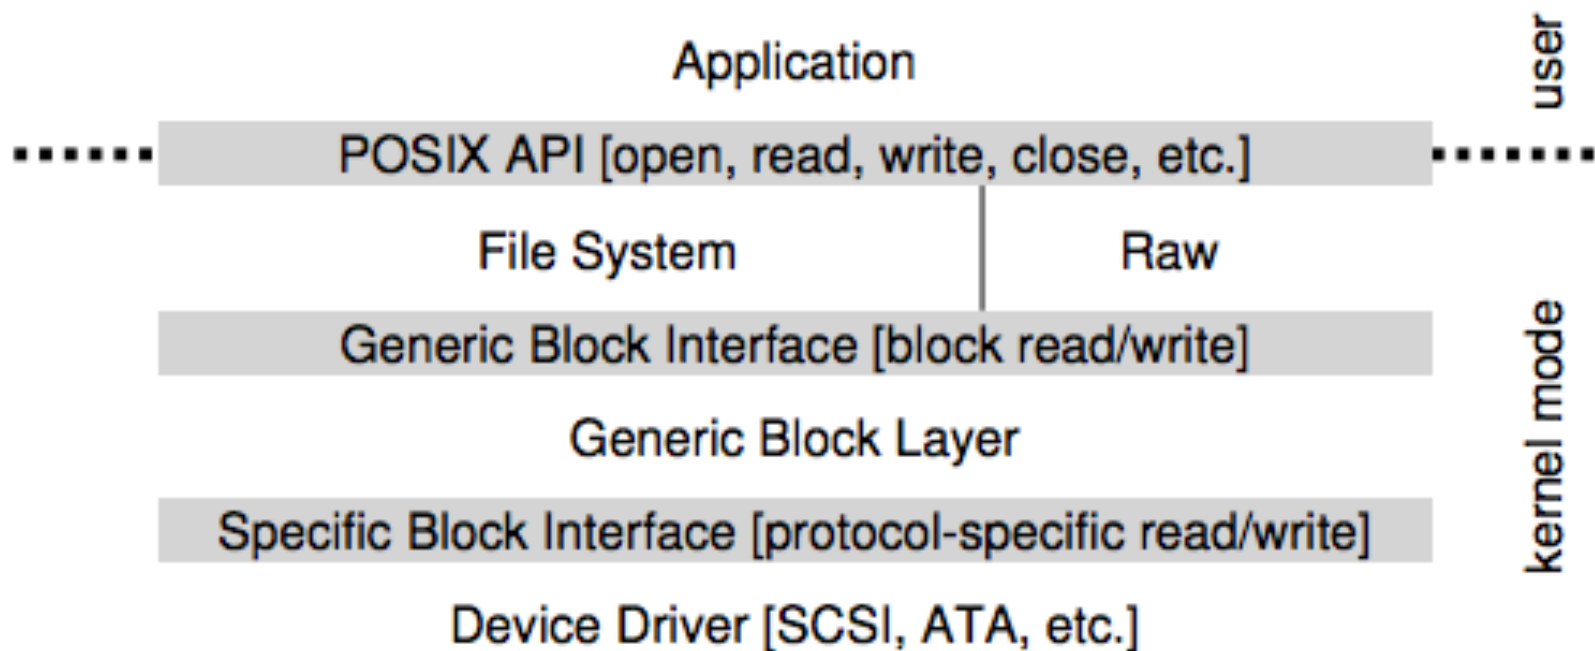 Application
user
POSIX API [open, read, write, close, etc.]
File System
Raw
Generic Block Interface [block read/write]
Generic Block Layer
Specific Block Interface [protocol-specific read/write]
Device Driver [SCSI, ATA, etc.]
kernel mode